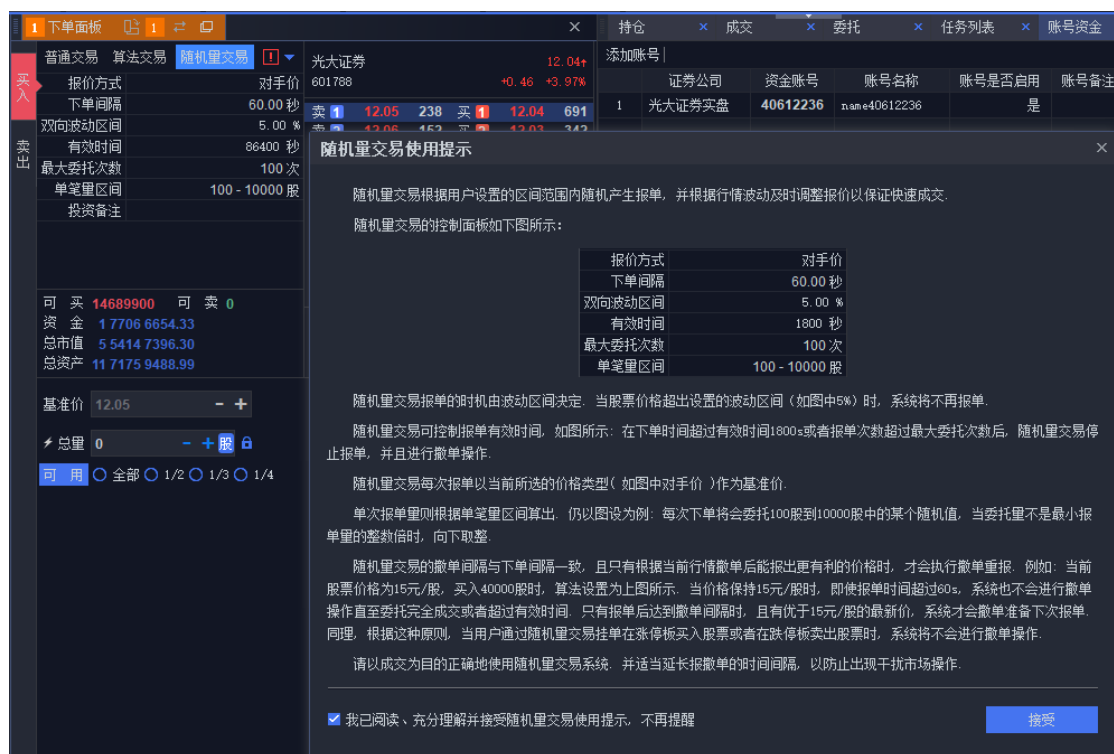 1 下单面板 1
持仓 × 成交 × 委托 × 任务列表 × 账号资金
普通交易 算法交易 随机量交易
买入
卖出
报价方式 对手价
下单间隔 60.00 秒
双向波动区间 5.00 %
有效时间 86400 秒
最大委托次数 100 次
单笔量区间 100 - 10000 股
投资备注
可 买 14689900 可 卖 0
资 金 1 7706 6654.33
总市值 5 5414 7396.30
总资产 11 7175 9488.99
基准价 12.05 - +
总量 0 - + 股
可 用 全部 1/2 1/3 1/4
光大证券 12.04↑
601788 +0.46 +3.97%
卖 1 12.05 238 买 1 12.04 691
卖 2 12.06 152 买 2 12.03 342
添加账号
证券公司 资金账号 账号名称 账号是否启用 账号备注
1 光大证券实盘 40612236 name40612236 是
随机量交易使用提示 ×
随机量交易根据用户设置的区间范围内随机产生报单，并根据行情波动及时调整报价以保证快速成交.
随机量交易的控制面板如下图所示:
报价方式 对手价
下单间隔 60.00 秒
双向波动区间 5.00 %
有效时间 1800 秒
最大委托次数 100 次
单笔量区间 100 - 10000 股
随机量交易报单的时机由波动区间决定. 当股票价格超出设置的波动区间（如图中5%）时，系统将不再报单.
随机量交易可控制报单有效时间，如图所示: 在下单时间超过有效时间1800s或者报单次数超过最大委托次数后，随机量交易停
止报单，并且进行撤单操作.
随机量交易每次报单以当前所选的价格类型( 如图中对手价 )作为基准价.
单次报单量则根据单笔量区间算出. 仍以图设为例: 每次下单将会委托100股到10000股中的某个随机值，当委托量不是最小报
单量的整数倍时，向下取整.
随机量交易的撤单间隔与下单间隔一致，且只有根据当前行情撤单后能报出更有利的价格时，才会执行撤单重报. 例如: 当前
股票价格为15元/股，买入40000股时，算法设置为上图所示. 当价格保持15元/股时，即使报单时间超过60s，系统也不会进行撤单
操作直至委托完全成交或者超过有效时间. 只有报单后达到撤单间隔时，且有优于15元/股的最新价，系统才会撤单准备下次报单.
同理，根据这种原则，当用户通过随机量交易挂单在涨停板买入股票或者在跌停板卖出股票时，系统将不会进行撤单操作.
请以成交为目的正确地使用随机量交易系统. 并适当延长报撤单的时间间隔，以防止出现干扰市场操作.
我已阅读、充分理解并接受随机量交易使用提示，不再提醒
接受